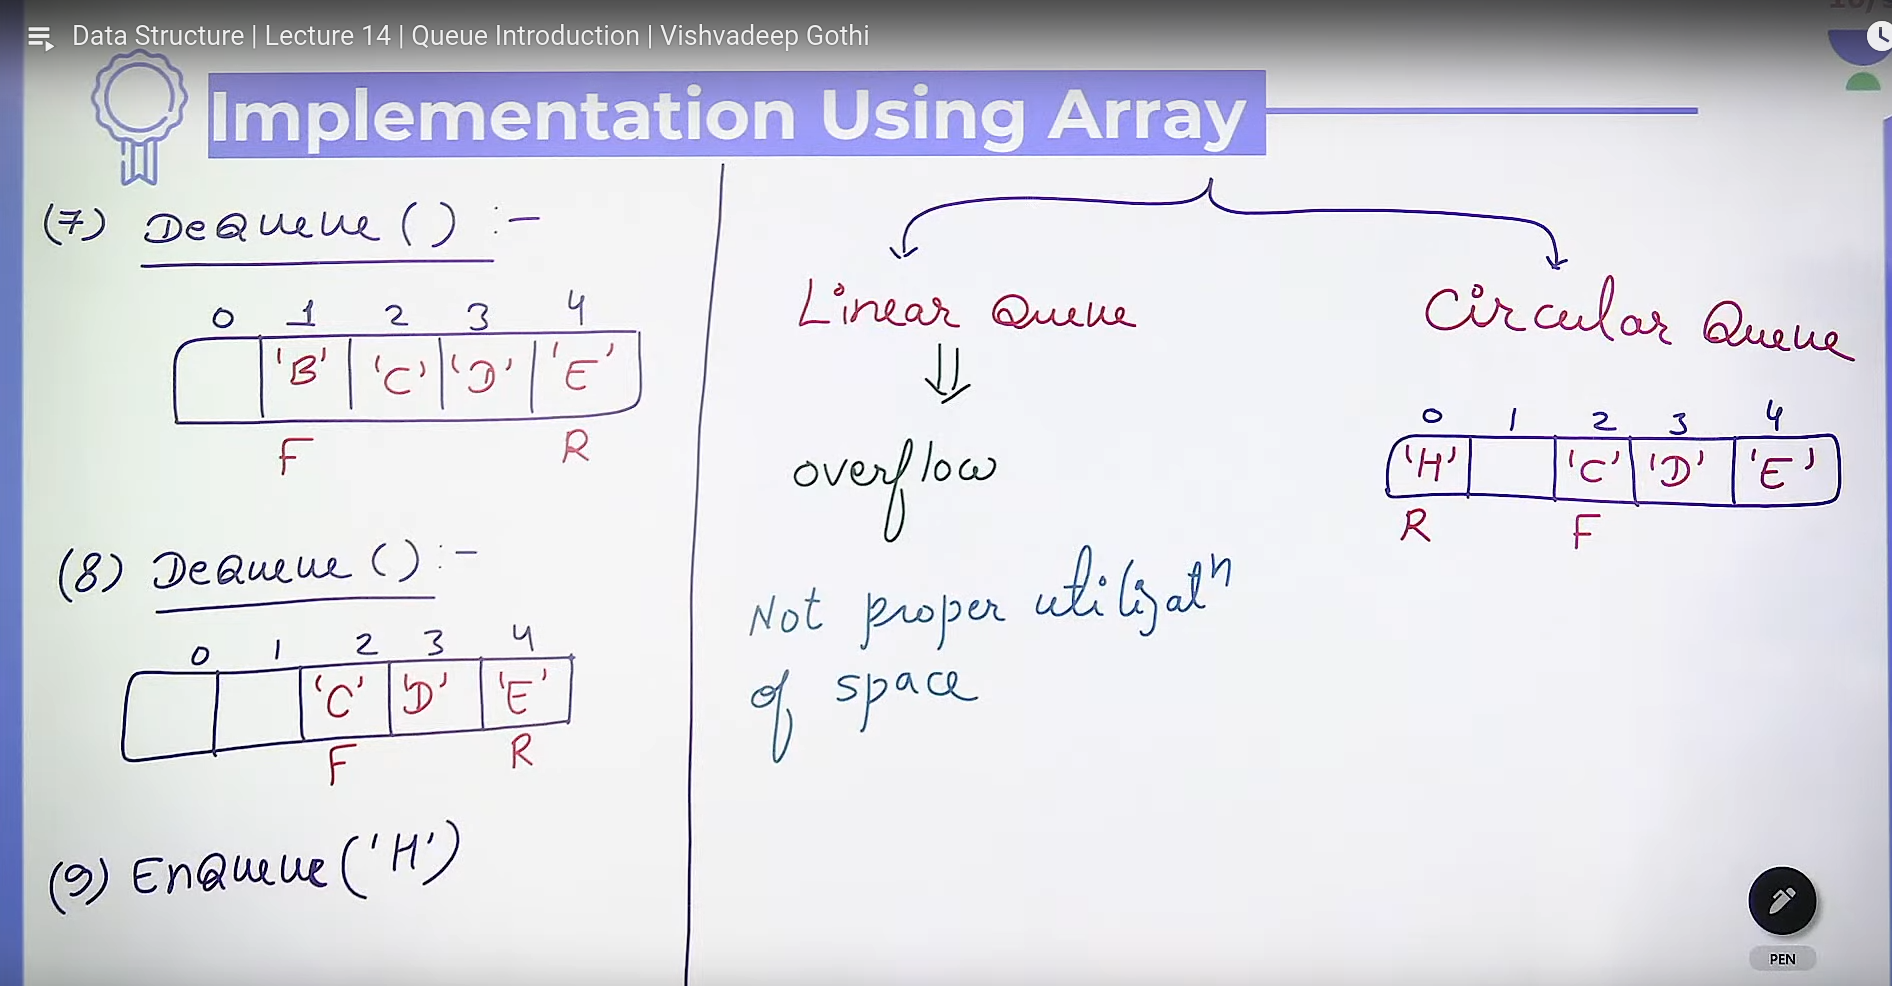 Data Structure | Lecture 14 | Queue Introduction | Vishvadeep Gothi
Implementation Using Array
(7) DeQueue ( ) :-
0 1 2 3 4
'B' 'C' 'D' 'E'
F R
(8) DeQueue ( ) :-
0 1 2 3 4
'C' 'D' 'E'
F R
(9) EnQueue ('H')
Linear Queue
⇓
overflow
Not proper utilizatⁿ
of space
Circular Queue
0 1 2 3 4
'H' 'C' 'D' 'E'
R F
PEN